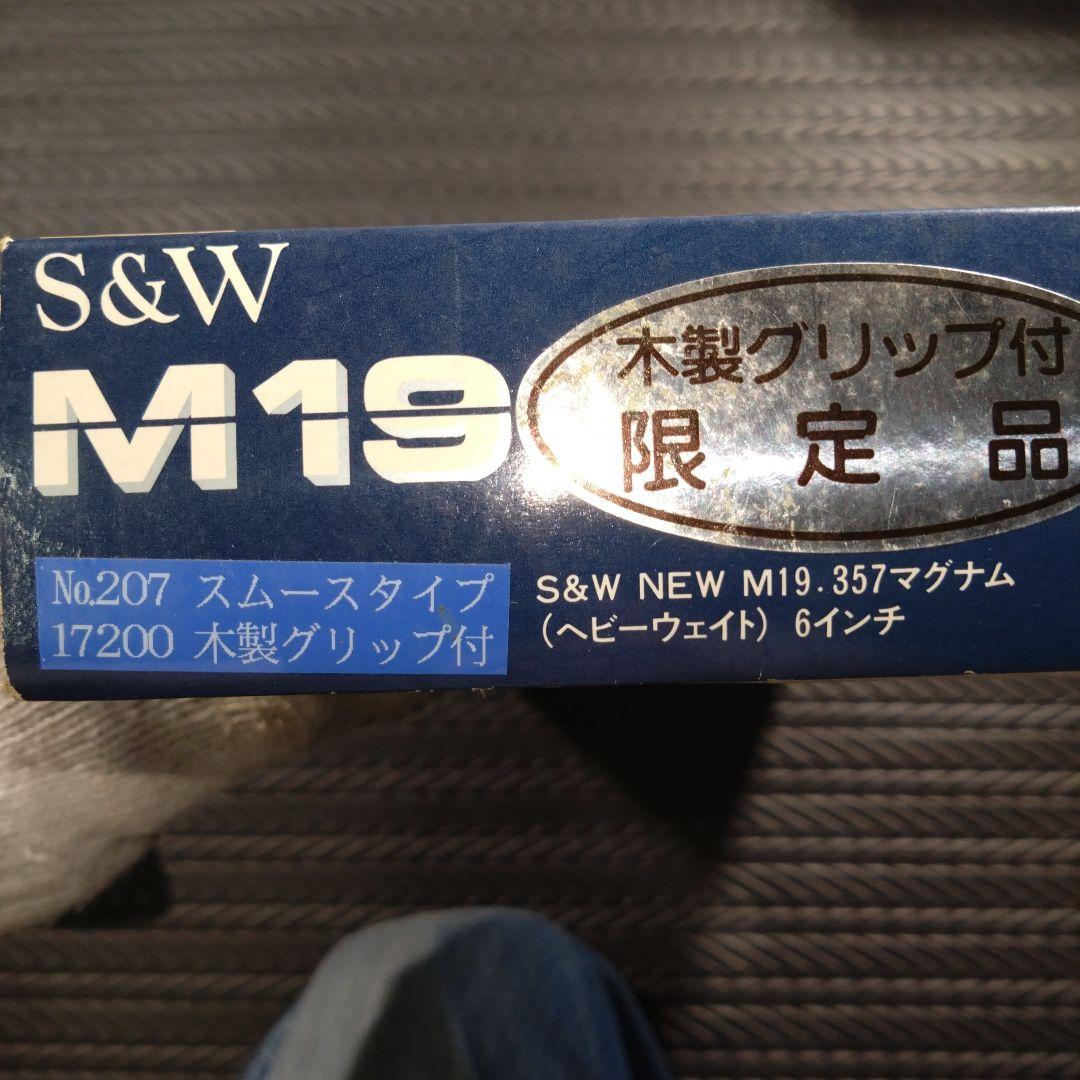 S&W
M19
木製グリップ付
限定品
No.207 スムースタイプ
17200 木製グリップ付
S&W NEW M19.357マグナム
(ヘビーウェイト) 6インチ